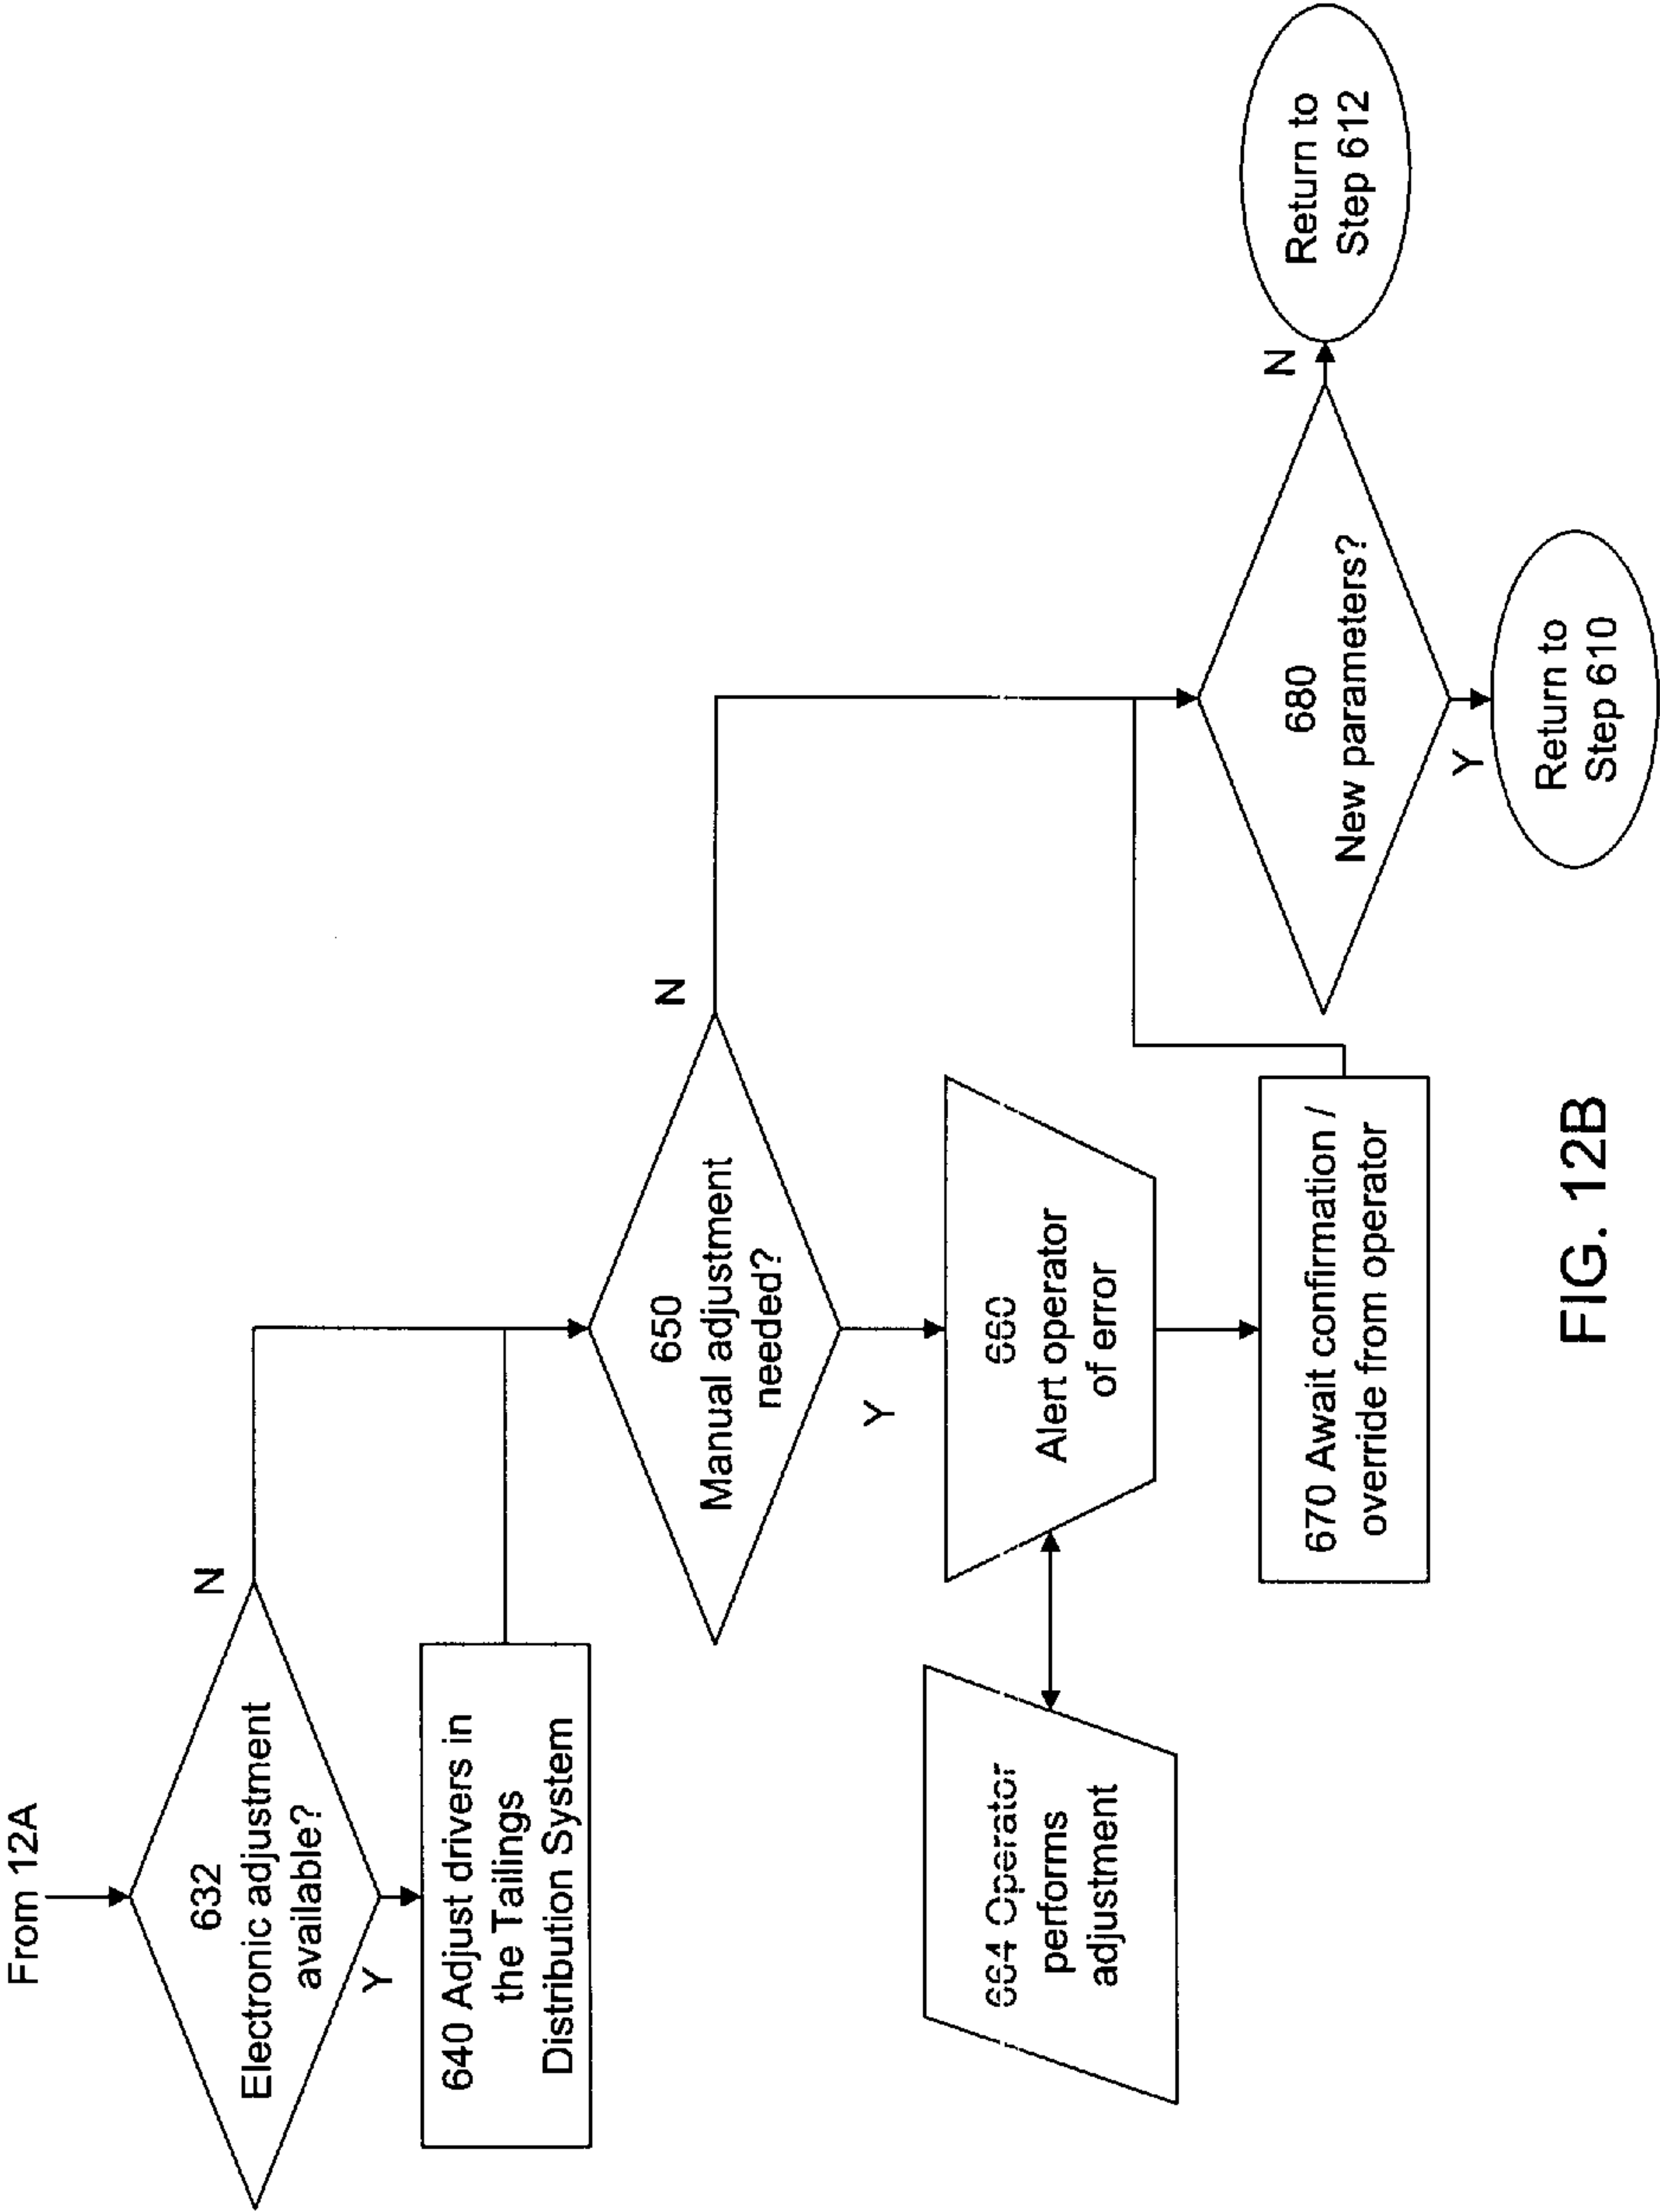 From 12A
632
Electronic adjustment
available?
N
Y
640 Adjust drivers in
the Tailings
Distribution System
650
Manual adjustment
needed?
N
Y
660
Alert operator
of error
664 Operator
performs
adjustment
670 Await confirmation /
override from operator
680
New parameters?
N
Y
Return to
Step 612
Return to
Step 610
FIG. 12B